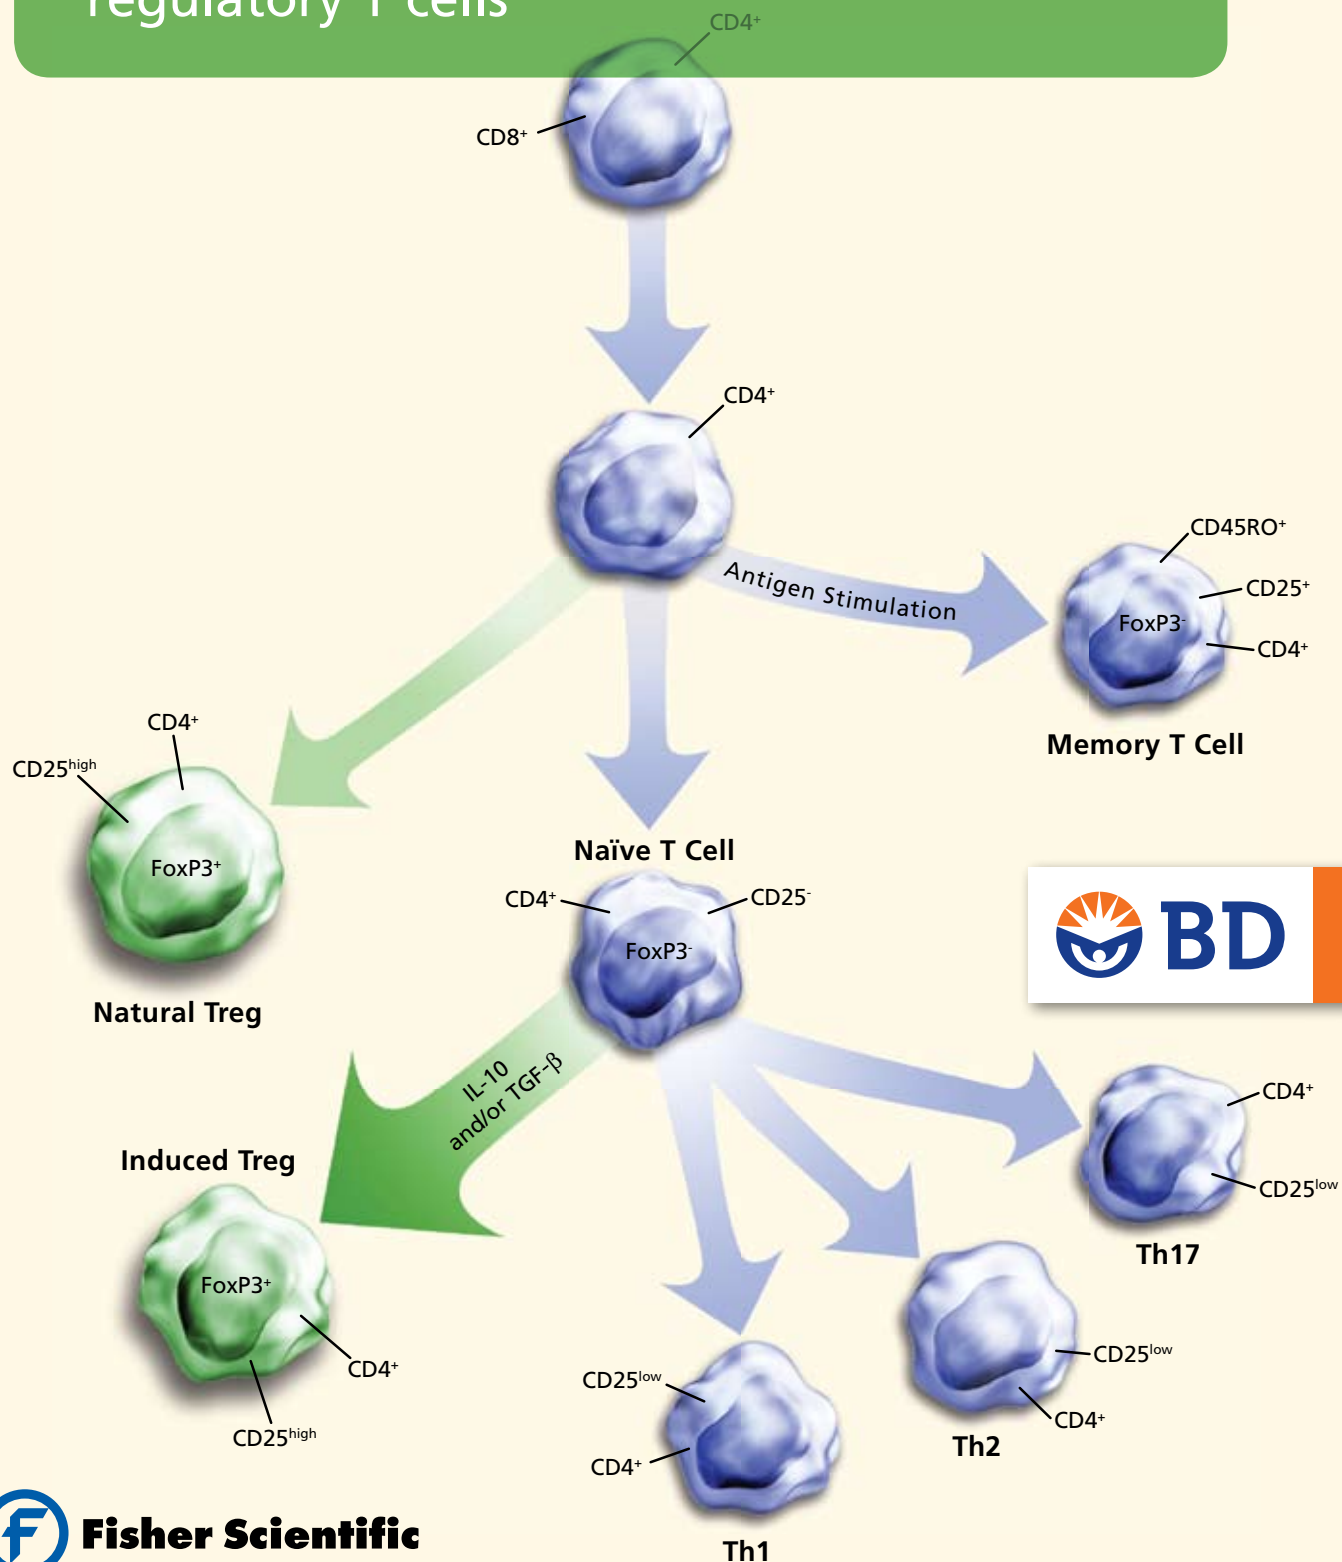 regulatory T cells
CD4⁺
CD8⁺
CD4⁺
Antigen Stimulation
CD45RO⁺
CD25⁺
FoxP3⁻
CD4⁺
Memory T Cell
CD4⁺
CD25ʰⁱᵍʰ
FoxP3⁺
Natural Treg
Naïve T Cell
CD4⁺
CD25⁻
FoxP3⁻
BD
IL-10
and/or TGF-β
Induced Treg
FoxP3⁺
CD4⁺
CD25ʰⁱᵍʰ
CD4⁺
CD25ˡᵒʷ
Th17
CD25ˡᵒʷ
CD4⁺
Th2
CD25ˡᵒʷ
CD4⁺
Th1
F Fisher Scientific